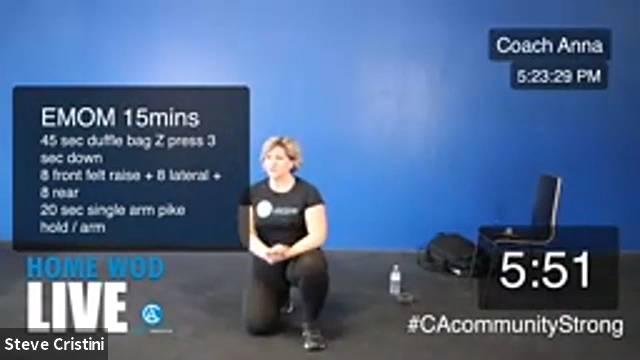 Coach Anna
5:23:29 PM
EMOM 15mins
45 sec duffle bag Z press 3
sec down
8 front felt raise + 8 lateral +
8 rear
20 sec single arm pike
hold / arm
HOME WOD
LIVE
5:51
#CAcommunityStrong
Steve Cristini